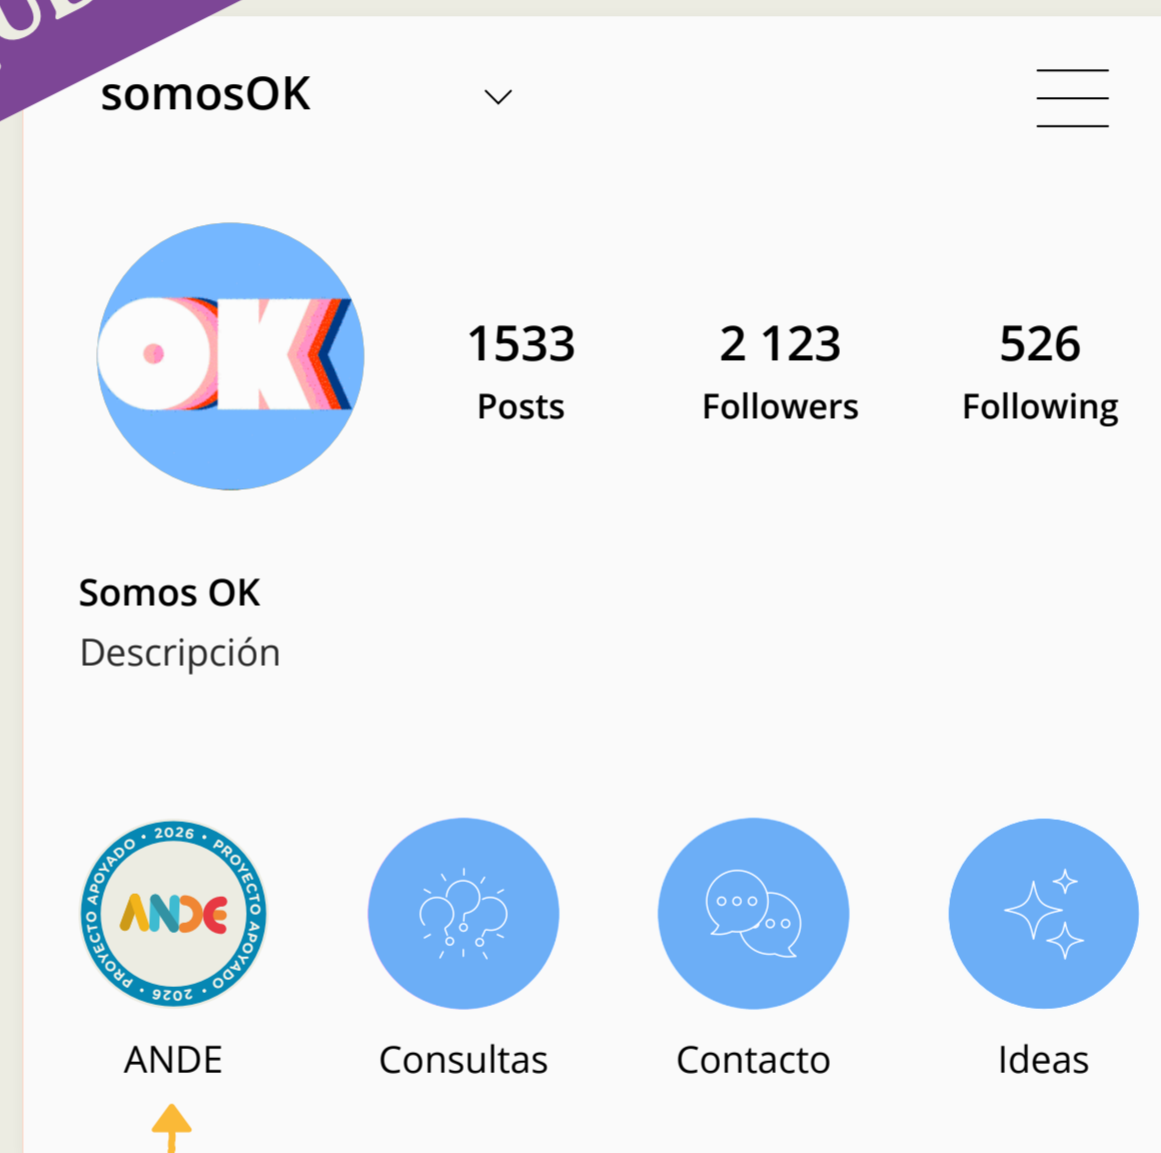 somosOK
OK
1533
2 123
526
Posts
Followers
Following
Somos OK
Descripción
2026 • PROYECTO APOYADO • 2026 • PROYECTO APOYADO •
ANDE
ANDE
Consultas
Contacto
Ideas